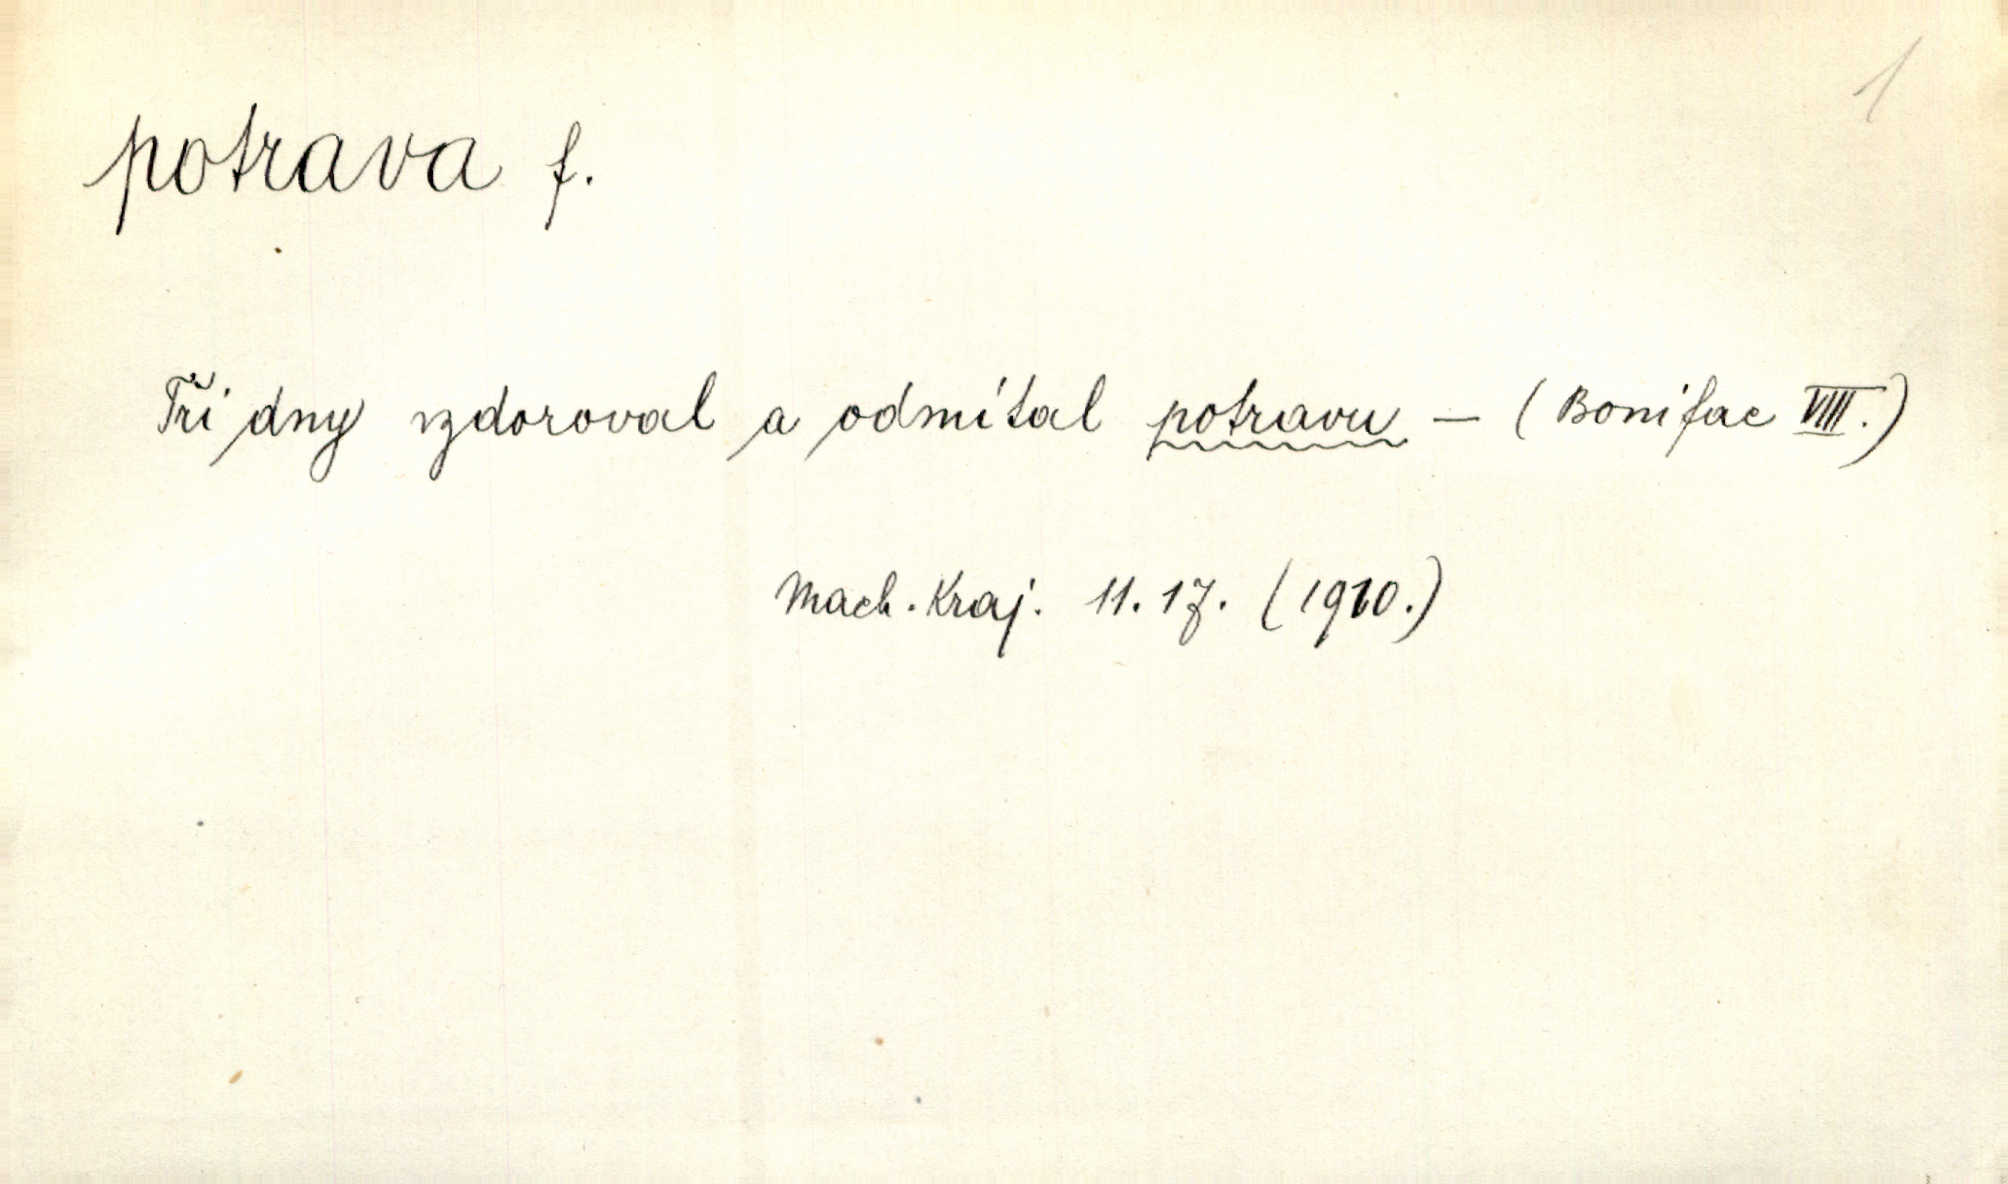 1
potrava f.
Tři dny vzdoroval a odmítal potravu – (Bonifac VIII.)
Mach. Kraj. 11. 17. (1910.)